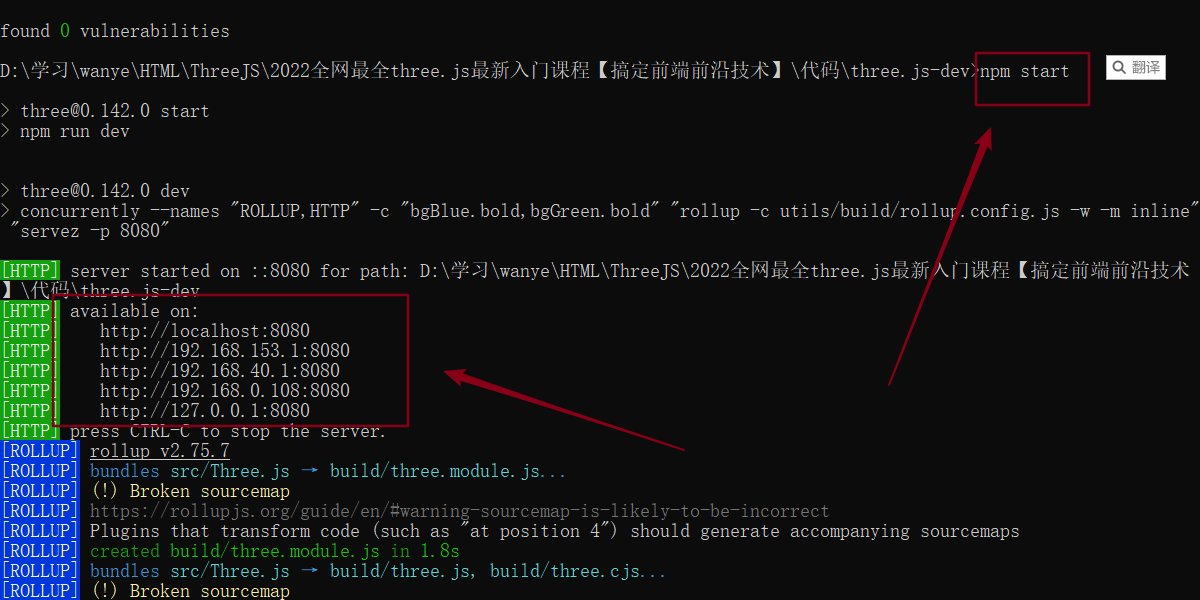 found 0 vulnerabilities
D:\学习\wanye\HTML\ThreeJS\2022全网最全three.js最新入门课程【搞定前端前沿技术】\代码\three.js-dev>npm start
翻译
> three@0.142.0 start
> npm run dev
> three@0.142.0 dev
> concurrently --names "ROLLUP,HTTP" -c "bgBlue.bold,bgGreen.bold" "rollup -c utils/build/rollup.config.js -w -m inline"
"servez -p 8080"
[HTTP] server started on ::8080 for path: D:\学习\wanye\HTML\ThreeJS\2022全网最全three.js最新入门课程【搞定前端前沿技术
】\代码\three.js-dev
[HTTP] available on:
[HTTP] http://localhost:8080
[HTTP] http://192.168.153.1:8080
[HTTP] http://192.168.40.1:8080
[HTTP] http://192.168.0.108:8080
[HTTP] http://127.0.0.1:8080
[HTTP] press CTRL-C to stop the server.
[ROLLUP] rollup v2.75.7
[ROLLUP] bundles src/Three.js → build/three.module.js...
[ROLLUP] (!) Broken sourcemap
[ROLLUP] https://rollupjs.org/guide/en/#warning-sourcemap-is-likely-to-be-incorrect
[ROLLUP] Plugins that transform code (such as "at position 4") should generate accompanying sourcemaps
[ROLLUP] created build/three.module.js in 1.8s
[ROLLUP] bundles src/Three.js → build/three.js, build/three.cjs...
[ROLLUP] (!) Broken sourcemap